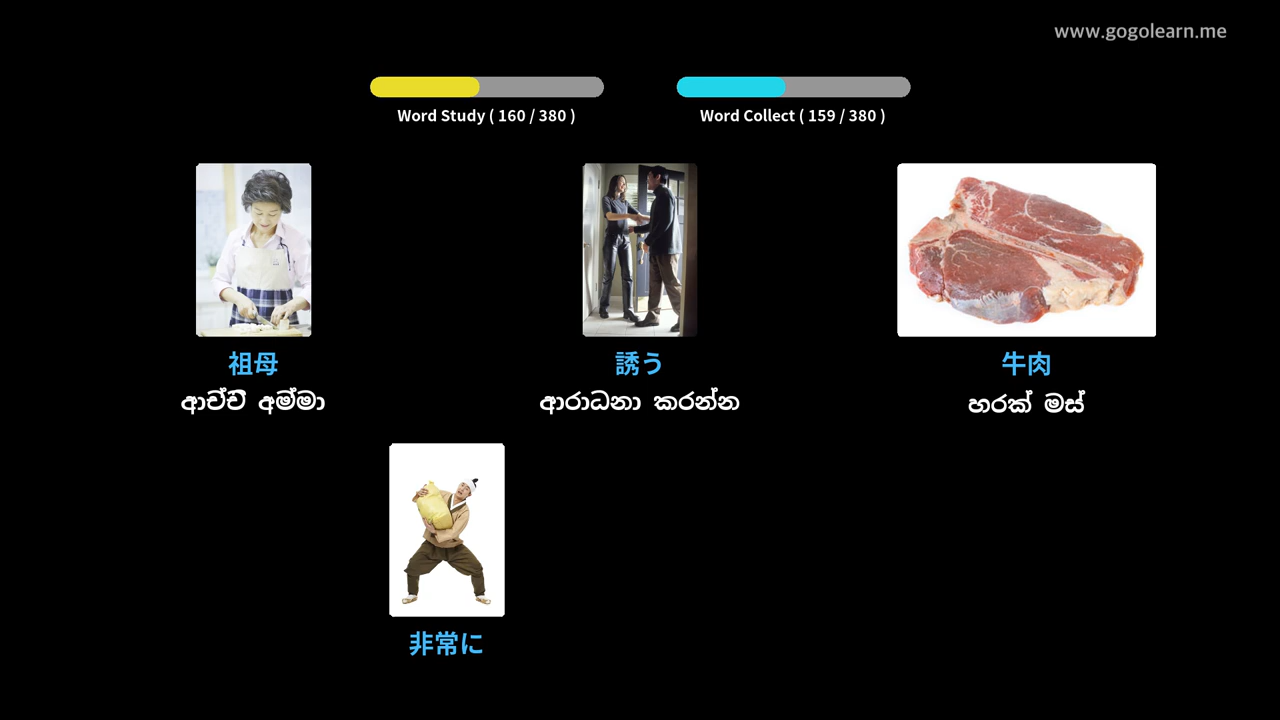 www.gogolearn.me
Word Study ( 160 / 380 )
Word Collect ( 159 / 380 )
祖母
ආච්චි අම්මා
誘う
ආරාධනා කරන්න
牛肉
හරක් මස්
非常に